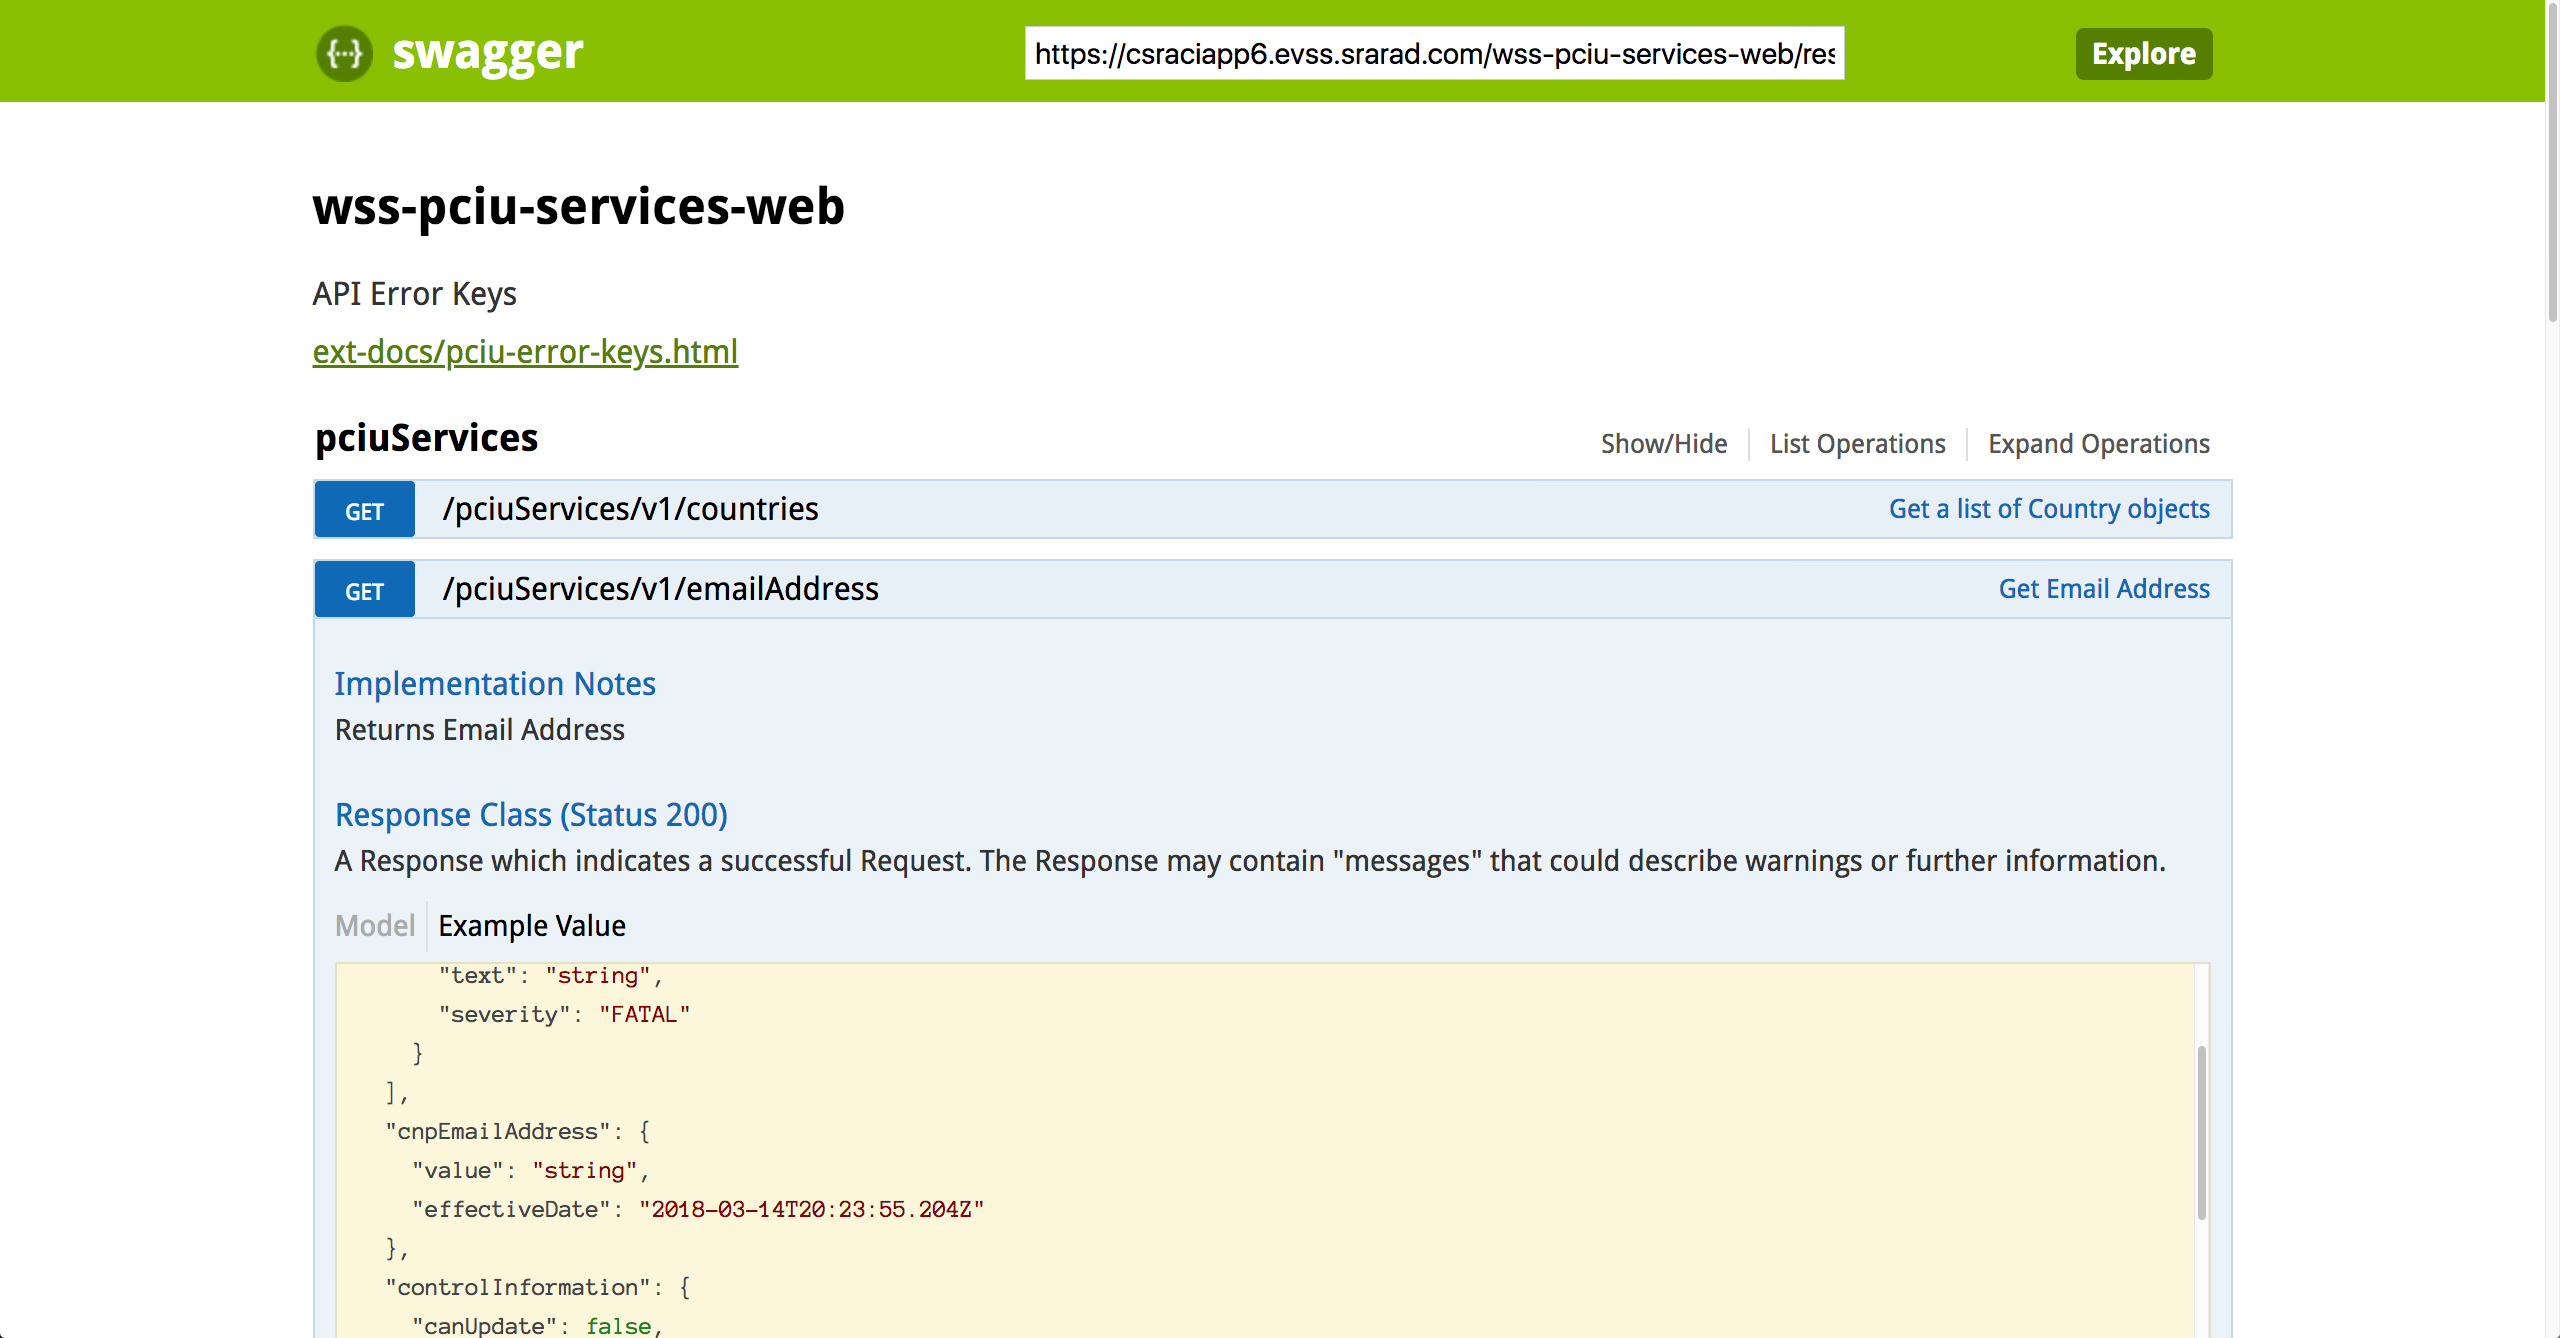 {···} swagger
https://csraciapp6.evss.srarad.com/wss-pciu-services-web/res
Explore
wss-pciu-services-web
API Error Keys
ext-docs/pciu-error-keys.html
pciuServices
Show/Hide
List Operations
Expand Operations
GET /pciuServices/v1/countries Get a list of Country objects
GET /pciuServices/v1/emailAddress Get Email Address
Implementation Notes
Returns Email Address
Response Class (Status 200)
A Response which indicates a successful Request. The Response may contain "messages" that could describe warnings or further information.
Model
Example Value
"text": "string",
"severity": "FATAL"
}
],
"cnpEmailAddress": {
"value": "string",
"effectiveDate": "2018-03-14T20:23:55.204Z"
},
"controlInformation": {
"canUpdate": false,